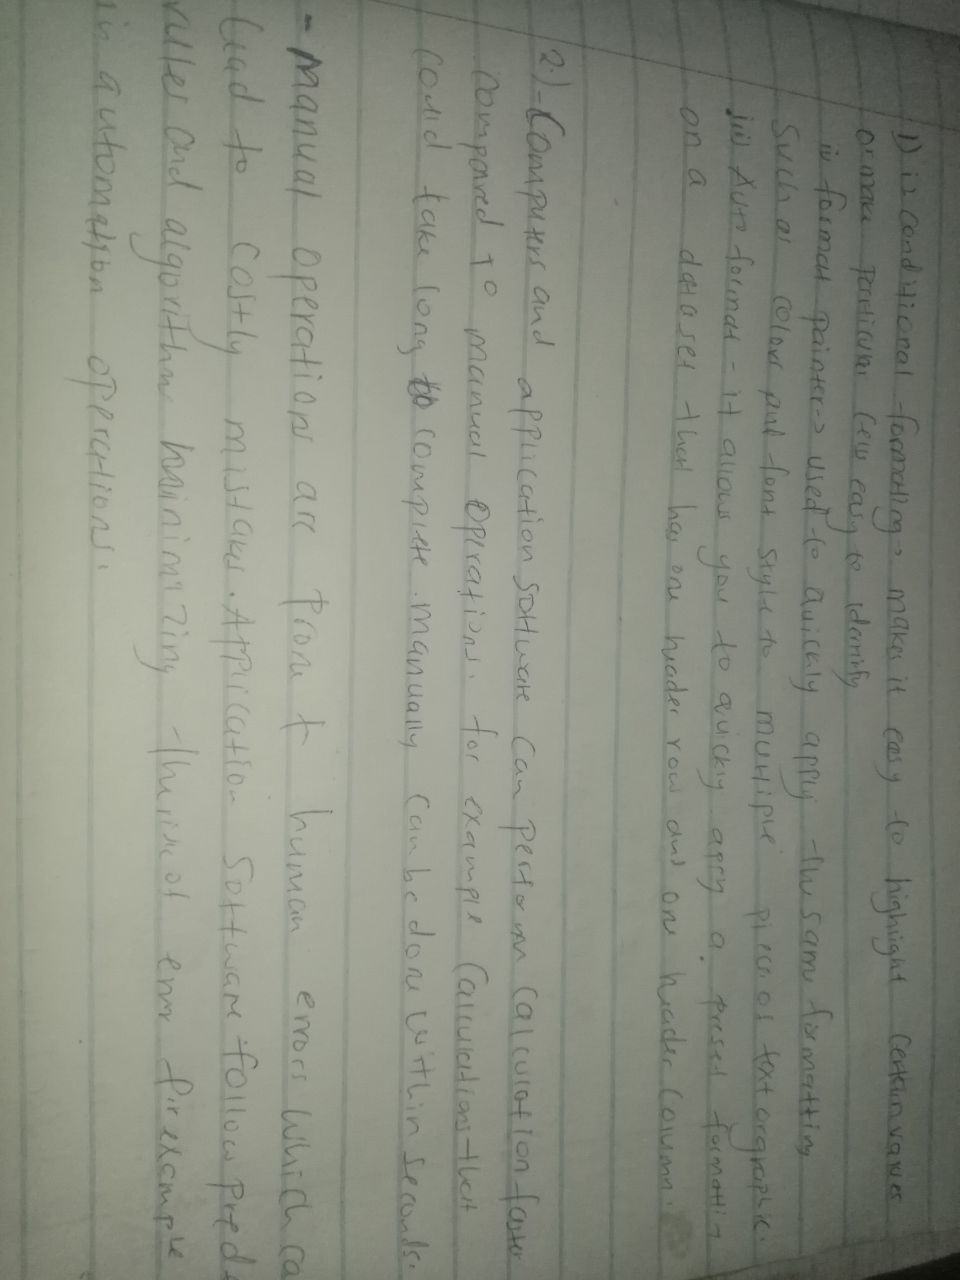 1) i> conditional formating → makes it easy to highlight certain values
or make particular cells easy to identify
ii> format painter → used to quickly apply the same formatting
such as colors and font style to multiple pieces of text or graphic.
iii) Auto format - it allows you to quickly apply a preset formatting
on a dataset that has one header row and one header column.
2.) - Computers and application software can perform calculation faster
compared to manual operations. for example calculations that
could take long to complete manually can be done within seconds.
- Manual operations are prone t human errors which ca
lead to costly mistakes. Application software follow pred
rules and algorithm minimizing the risk of error for example
in automation operations.